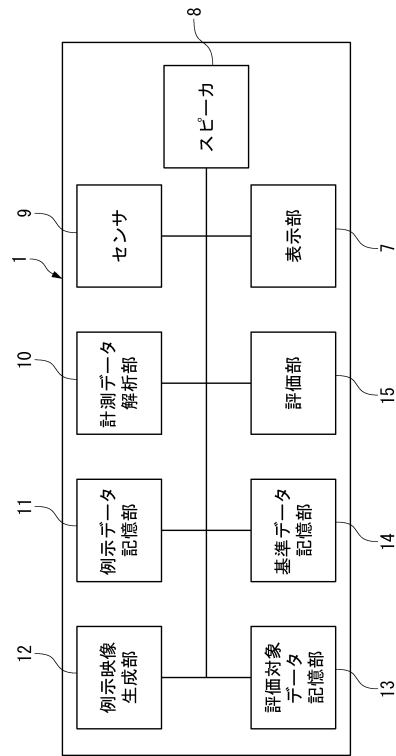 1
12
例示映像
生成部
11
例示データ
記憶部
10
計測データ
解析部
9
センサ
8
スピーカ
評価対象
データ
記憶部
13
基準データ
記憶部
14
評価部
15
表示部
7